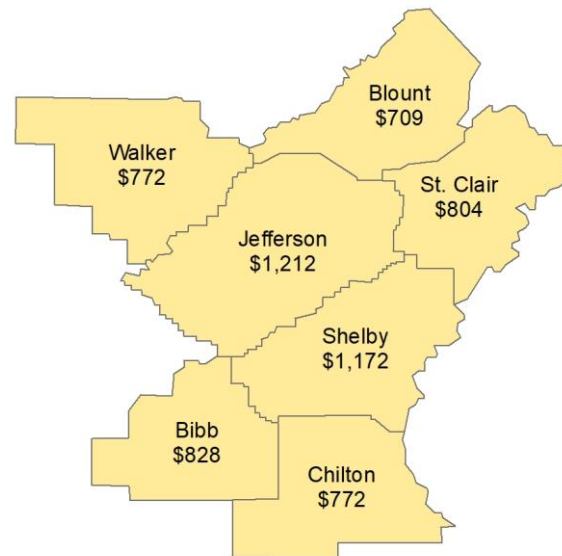 Blount
$709
Walker
$772
St. Clair
$804
Jefferson
$1,212
Shelby
$1,172
Bibb
$828
Chilton
$772